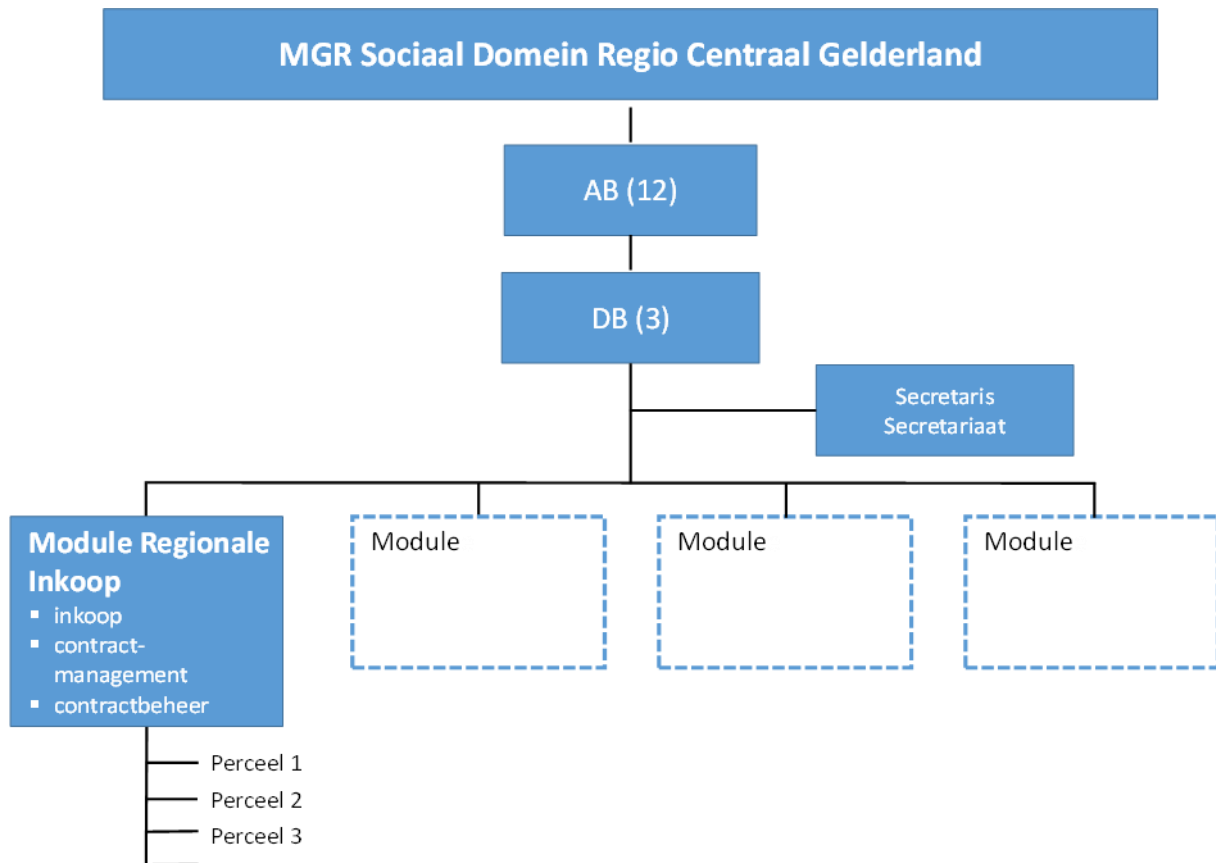 MGR Sociaal Domein Regio Centraal Gelderland
AB (12)
DB (3)
Secretaris
Secretariaat
Module Regionale
Inkoop
▪ inkoop
▪ contract-
management
▪ contractbeheer
Module
Module
Module
Perceel 1
Perceel 2
Perceel 3